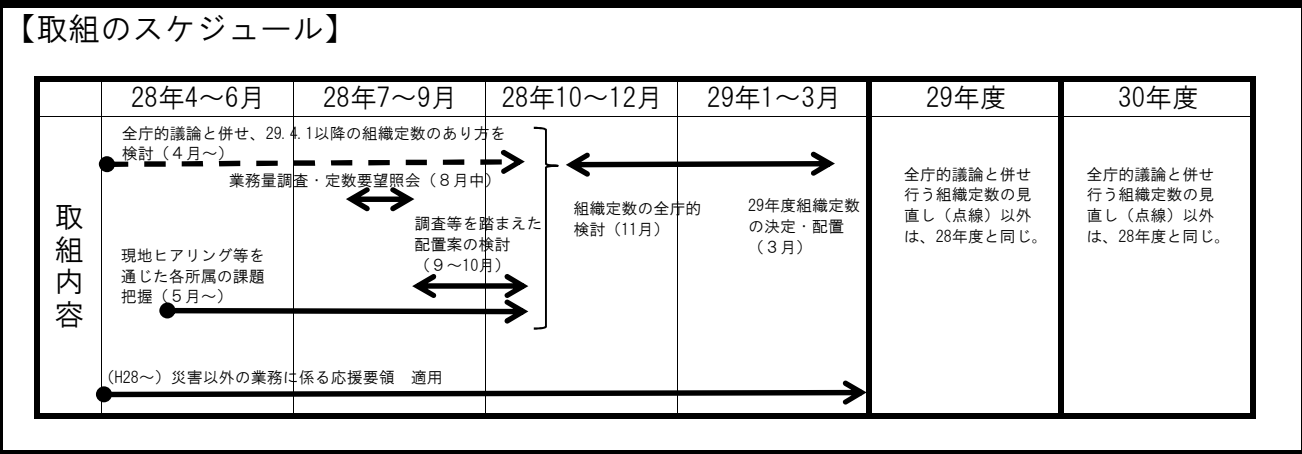 【取組のスケジュール】
28年4～6月
28年7～9月
28年10～12月
29年1～3月
29年度
30年度
取組内容
全庁的議論と併せ、29.4.1以降の組織定数のあり方を
検討（４月～）
業務量調査・定数要望照会（８月中）
調査等を踏まえた
配置案の検討
（９～10月）
現地ヒアリング等を
通じた各所属の課題
把握（５月～）
組織定数の全庁的
検討（11月）
29年度組織定数
の決定・配置
（３月）
(H28～）災害以外の業務に係る応援要領　適用
全庁的議論と併せ
行う組織定数の見
直し（点線）以外
は、28年度と同じ。
全庁的議論と併せ
行う組織定数の見
直し（点線）以外
は、28年度と同じ。